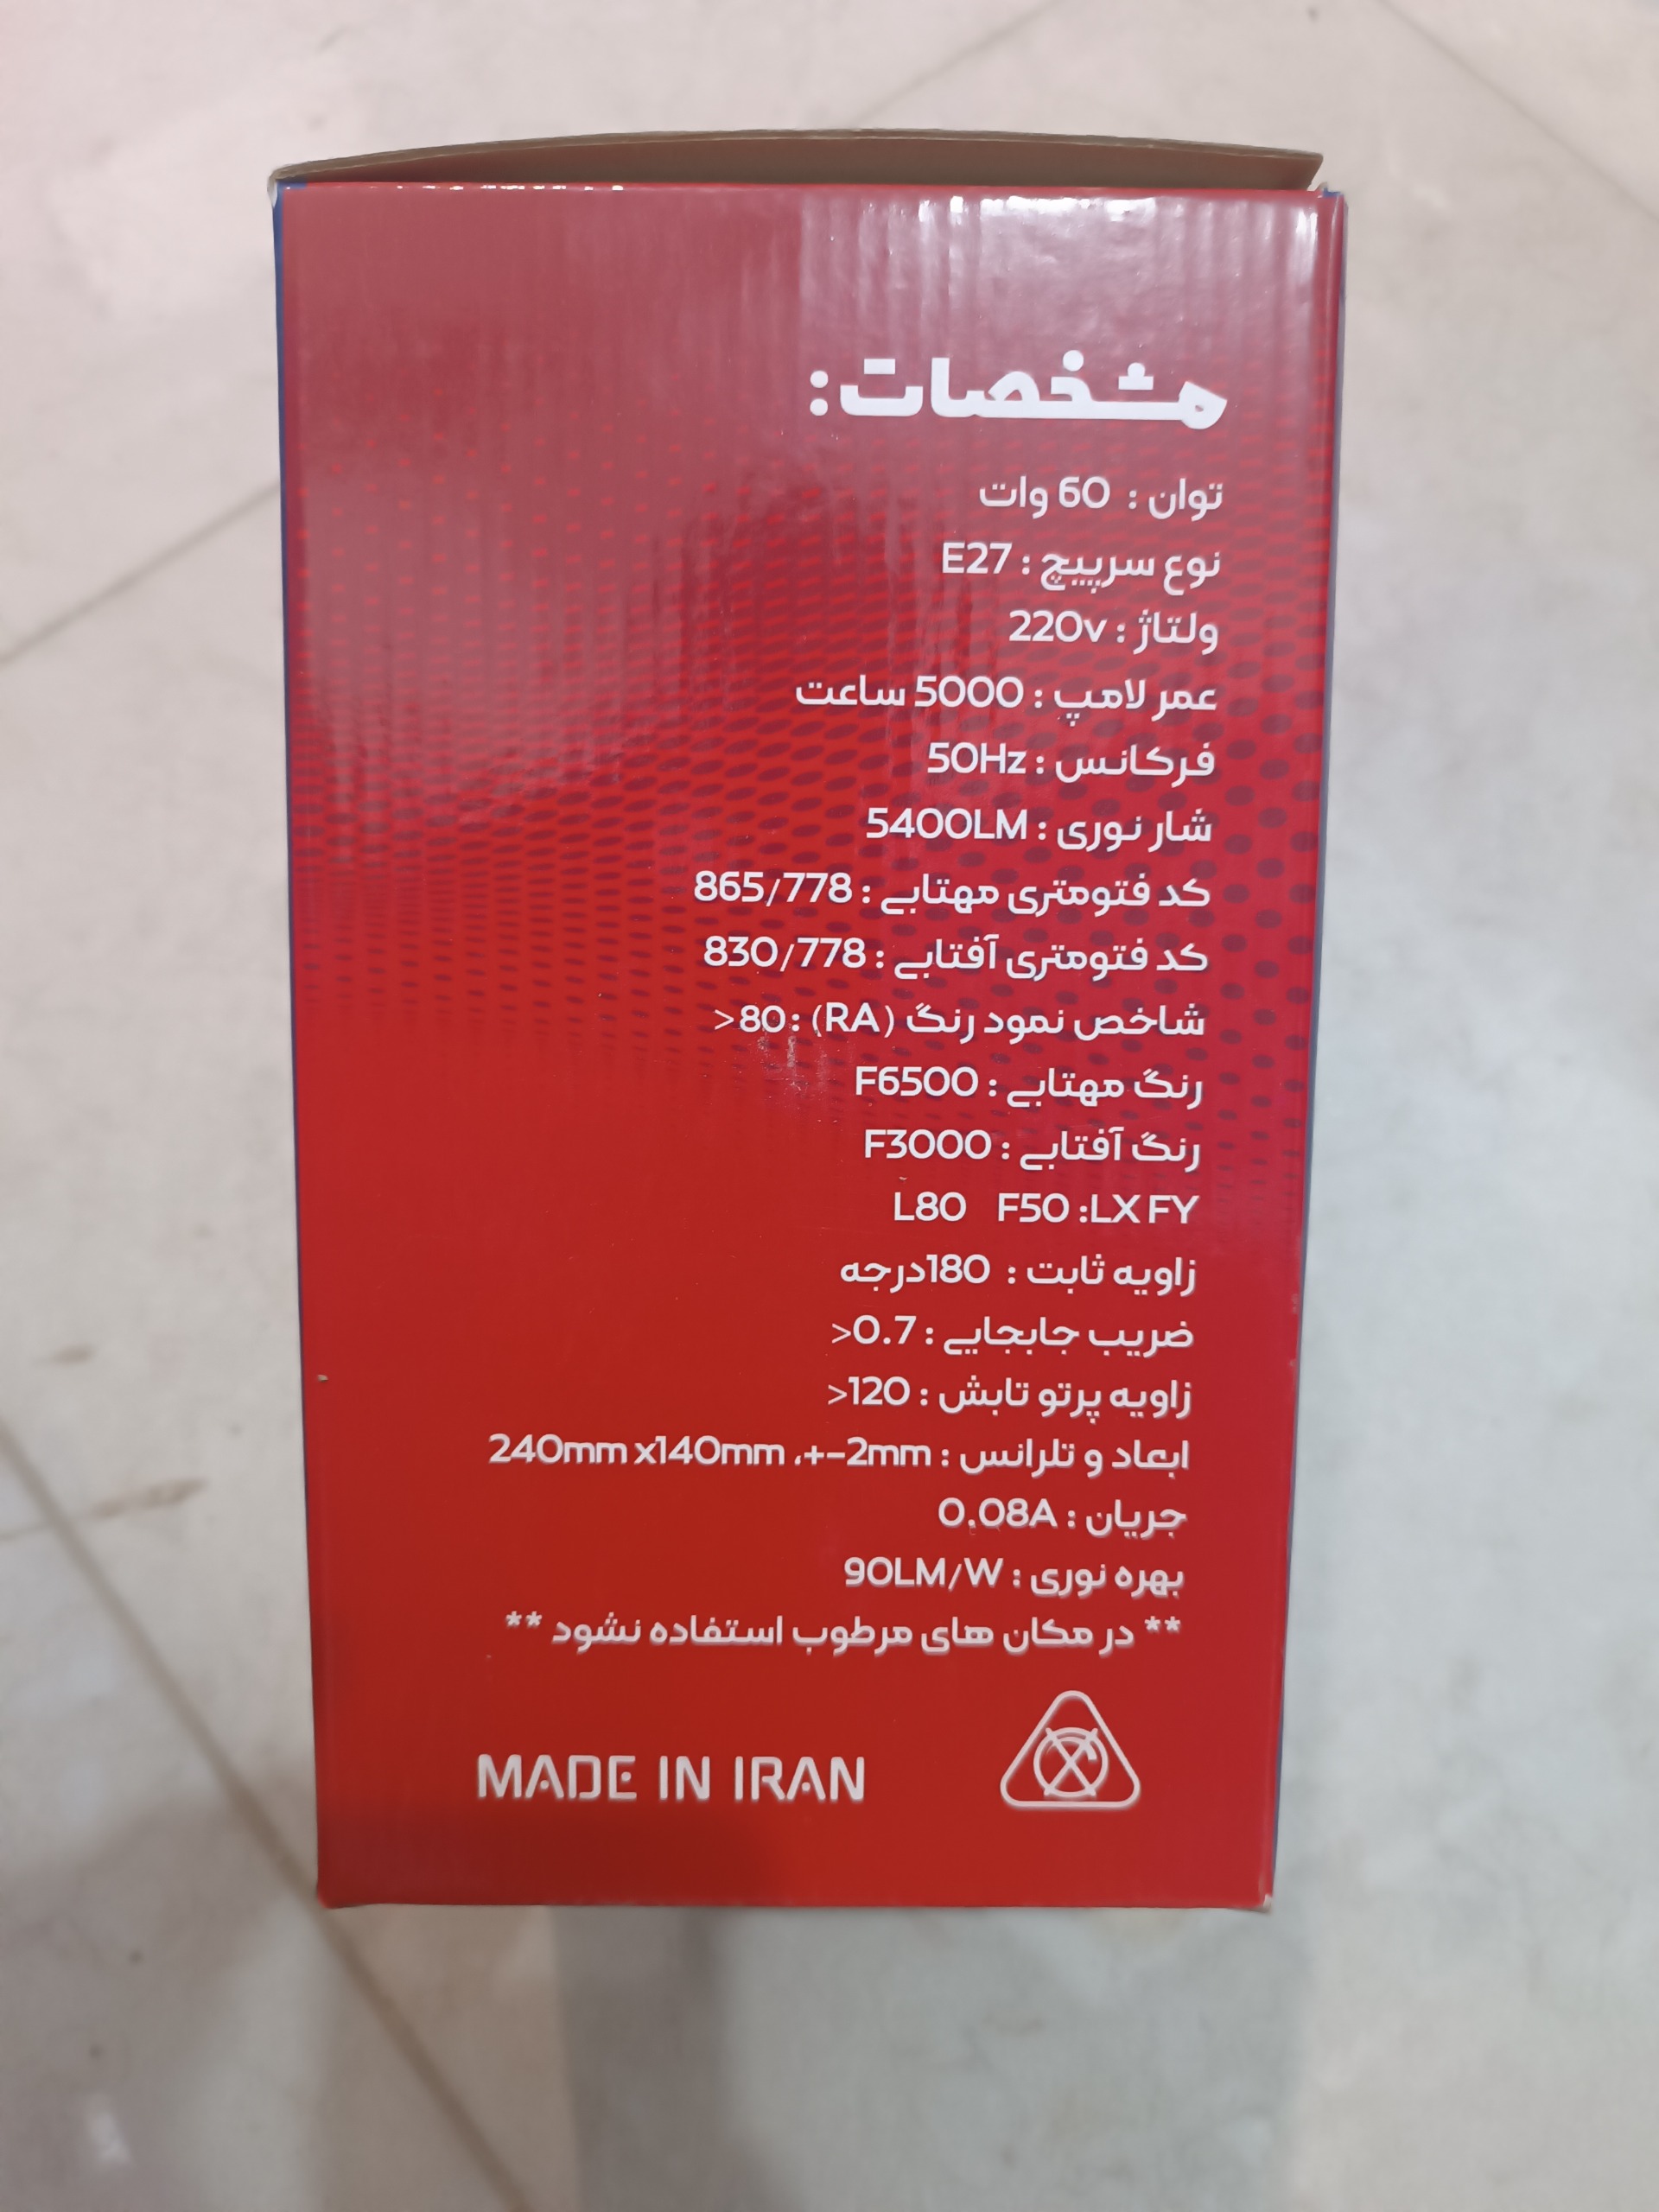 مشخصات:
توان : 60 وات
نوع سرپیچ : E27
ولتاژ : 220v
عمر لامپ : 5000 ساعت
فرکانس : 50Hz
شار نوری : 5400LM
کد فتومتری مهتابی : 865/778
کد فتومتری آفتابی : 830/778
شاخص نمود رنگ (RA) : 80<
رنگ مهتابی : F6500
رنگ آفتابی : F3000
L80 F50 :LX FY
زاویه ثابت : 180درجه
ضریب جابجایی : 0.7<
زاویه پرتو تابش : 120<
ابعاد و تلرانس : 240mm x140mm ،+-2mm
جریان : 0.08A
بهره نوری : 90LM/W
** در مکان های مرطوب استفاده نشود **
MADE IN IRAN